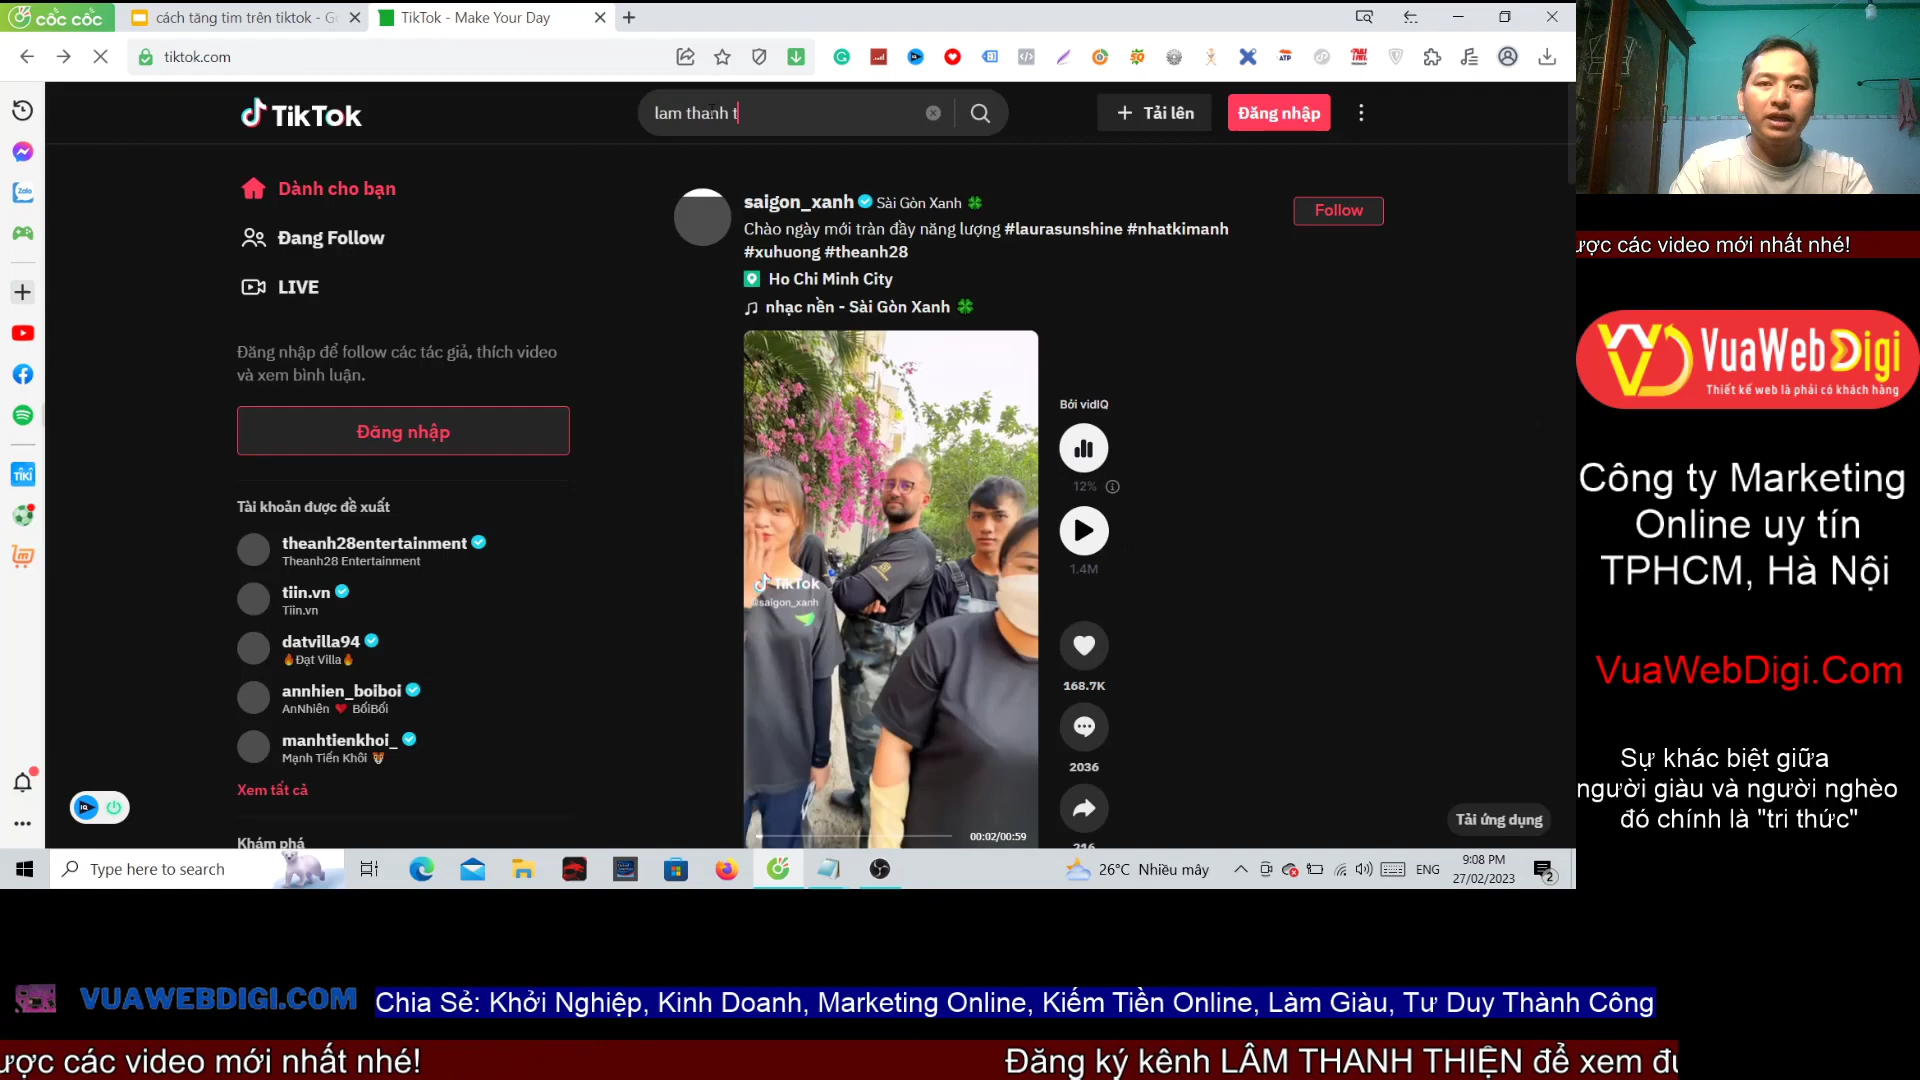 cốc cốc
cách tăng tim trên tiktok - G
TikTok - Make Your Day
tiktok.com
TikTok
lam thanh t
Tải lên
Đăng nhập
Dành cho bạn
Đang Follow
LIVE
Đăng nhập để follow các tác giả, thích video
và xem bình luận.
Đăng nhập
Tài khoản được đề xuất
theanh28entertainment
Theanh28 Entertainment
tiin.vn
Tiin.vn
datvilla94
Đạt Villa
annhien_boiboi
AnNhiên BốiBối
manhtienkhoi_
Mạnh Tiến Khôi
Xem tất cả
Khám phá
saigon_xanh Sài Gòn Xanh
Follow
Chào ngày mới tràn đầy năng lượng #laurasunshine #nhatkimanh
#xuhuong #theanh28
Ho Chi Minh City
nhạc nền - Sài Gòn Xanh
TikTok
@saigon_xanh
00:02/00:59
Bởi vidIQ
12%
1.4M
168.7K
2036
216
Tải ứng dụng
Zalo
TIKI
Type here to search
26°C Nhiều mây
ENG
9:08 PM
27/02/2023
2
ược các video mới nhất nhé!
VuaWebDigi
Thiết kế web là phải có khách hàng
Công ty Marketing
Online uy tín
TPHCM, Hà Nội
VuaWebDigi.Com
Sự khác biệt giữa
người giàu và người nghèo
đó chính là "tri thức"
VUAWEBDIGI.COM
Chia Sẻ: Khởi Nghiệp, Kinh Doanh, Marketing Online, Kiếm Tiền Online, Làm Giàu, Tư Duy Thành Công
ược các video mới nhất nhé!
Đăng ký kênh LÂM THANH THIỆN để xem đư